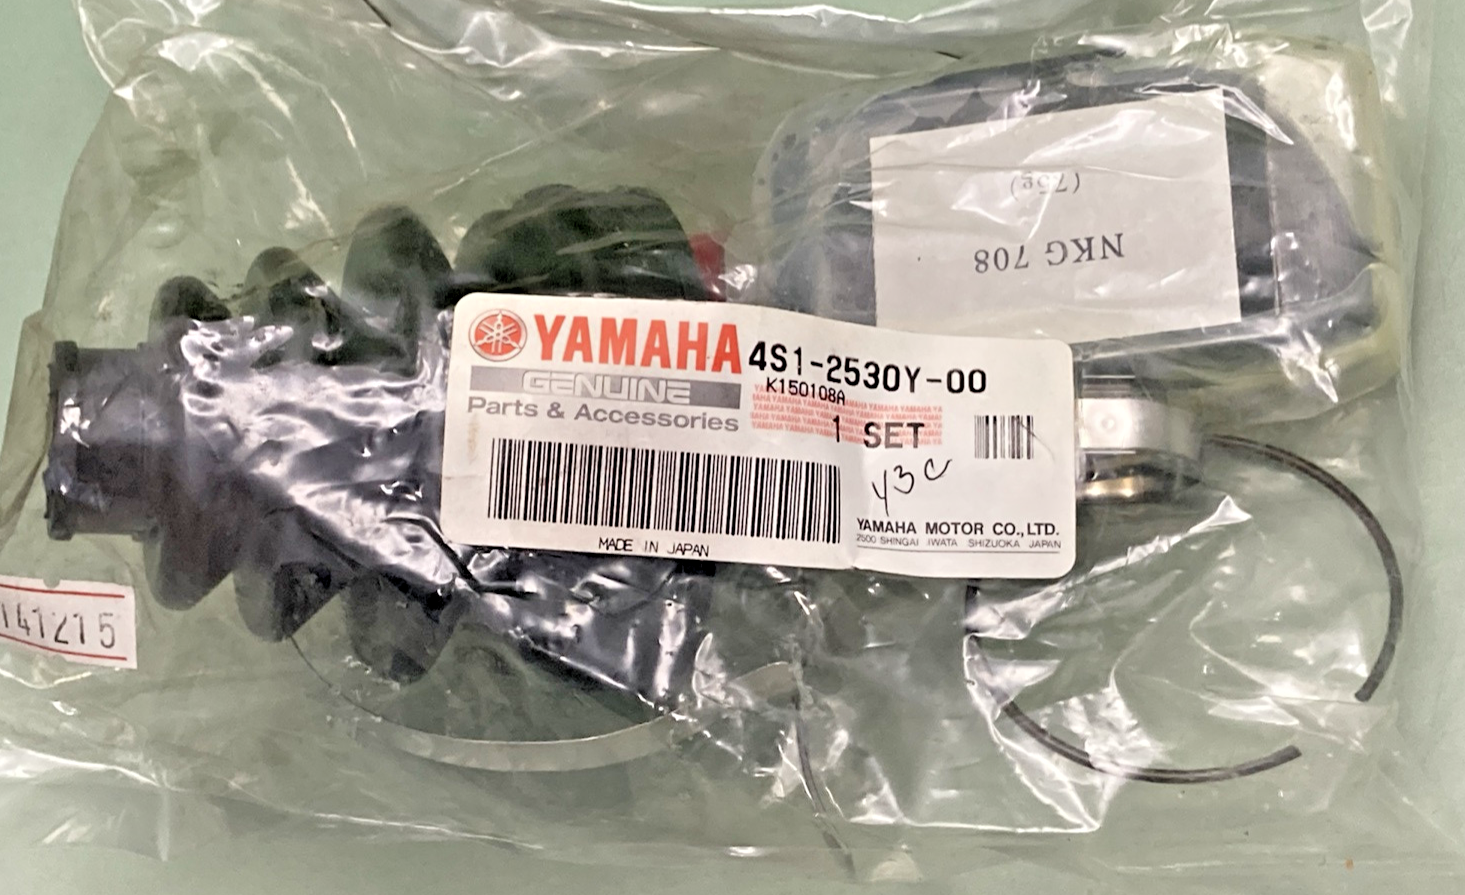 (75g)
NKG 708
YAMAHA
4S1-2530Y-00
GENUINE
K150108A
Parts & Accessories
1 SET
Y3C
MADE IN JAPAN
YAMAHA MOTOR CO.,LTD.
2500 SHINGAI IWATA SHIZUOKA JAPAN
141215